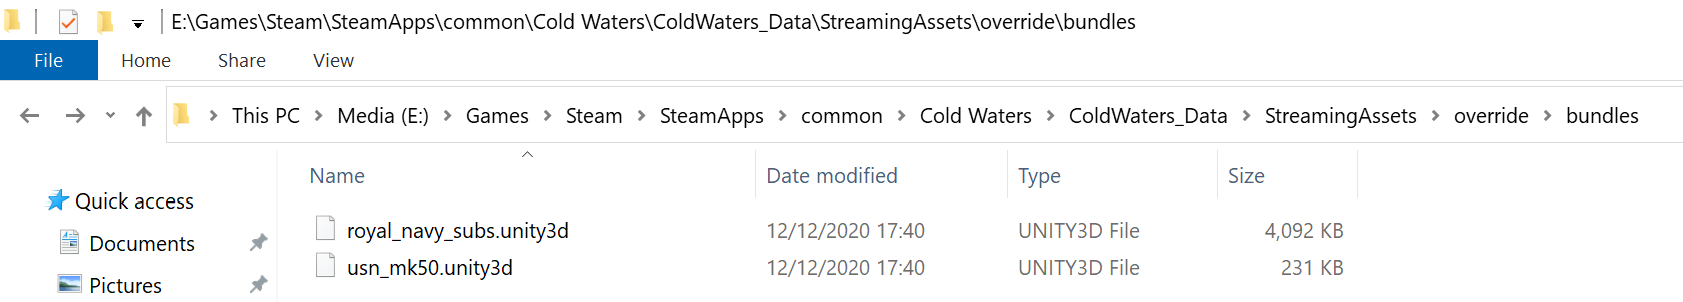 E:\Games\Steam\SteamApps\common\Cold Waters\ColdWaters_Data\StreamingAssets\override\bundles
File Home Share View
This PC > Media (E:) > Games > Steam > SteamApps > common > Cold Waters > ColdWaters_Data > StreamingAssets > override > bundles
Name Date modified Type Size
Quick access
royal_navy_subs.unity3d 12/12/2020 17:40 UNITY3D File 4,092 KB
Documents
usn_mk50.unity3d 12/12/2020 17:40 UNITY3D File 231 KB
Pictures